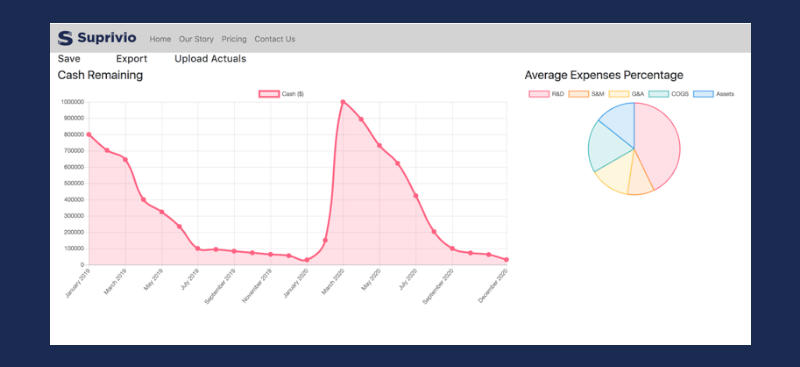 Suprivio Home Our Story Pricing Contact Us
Save Export Upload Actuals
Cash Remaining
Cash ($)
1000000
900000
800000
700000
600000
500000
400000
300000
200000
100000
0
January 2019 March 2019 May 2019 July 2019 September 2019 November 2019 January 2020 March 2020 May 2020 July 2020 September 2020 December 2020
Average Expenses Percentage
R&D S&M G&A COGS Assets